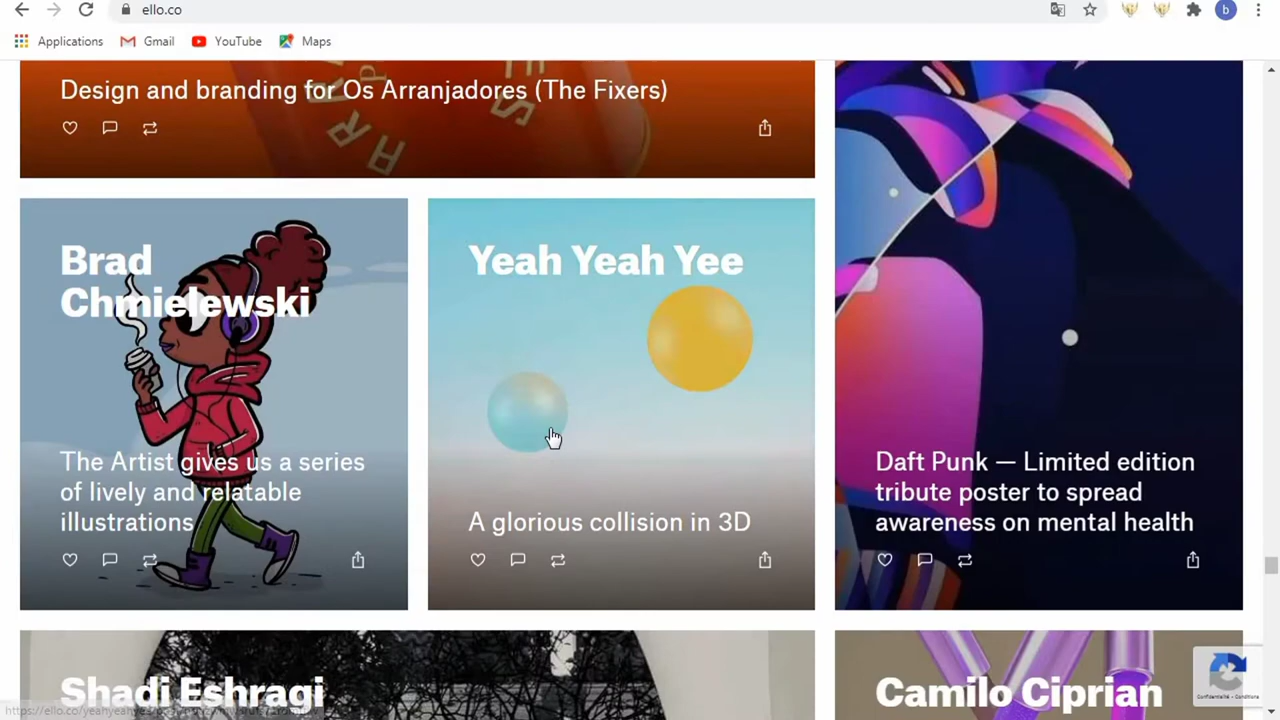 ello.co
b
Applications
Gmail
YouTube
Maps
Design and branding for Os Arranjadores (The Fixers)
Brad
Chmielewski
The Artist gives us a series
of lively and relatable
illustrations
Yeah Yeah Yee
A glorious collision in 3D
Daft Punk — Limited edition
tribute poster to spread
awareness on mental health
Shadi Eshragi
Camilo Ciprian
Confidentialité - Conditions